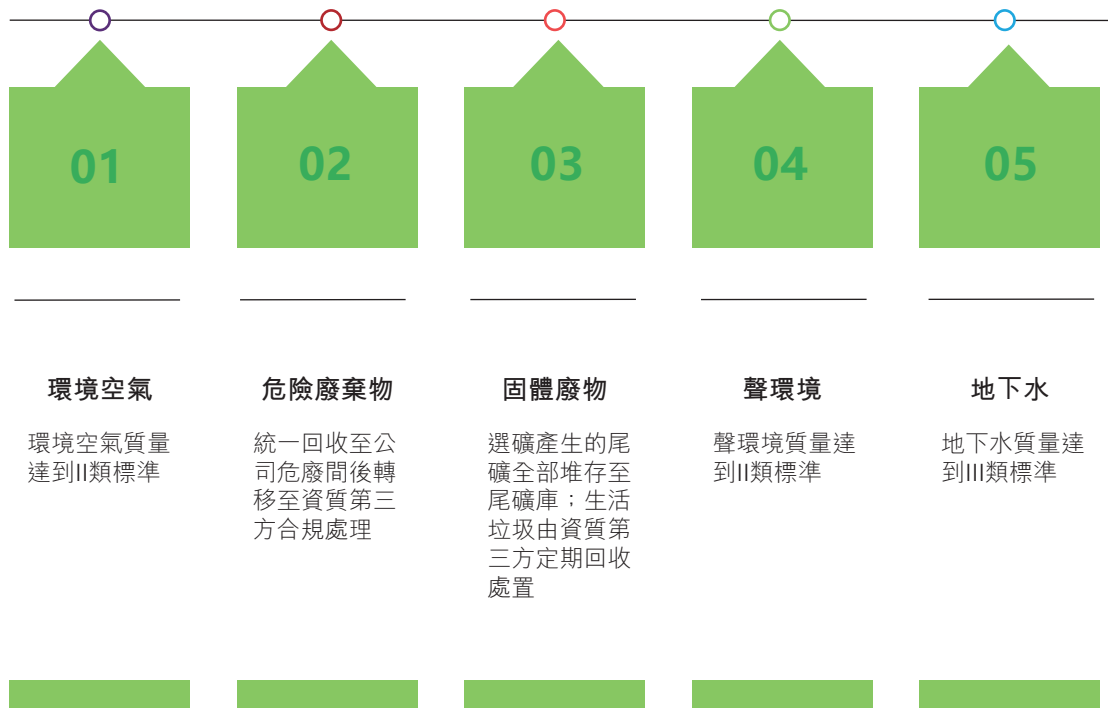 01
02
03
04
05
環境空氣
環境空氣質量
達到II類標準
危險廢棄物
統一回收至公
司危廢間後轉
移至資質第三
方合規處理
固體廢物
選礦產生的尾
礦全部堆存至
尾礦庫；生活
垃圾由資質第
三方定期回收
處置
聲環境
聲環境質量達
到II類標準
地下水
地下水質量達
到III類標準